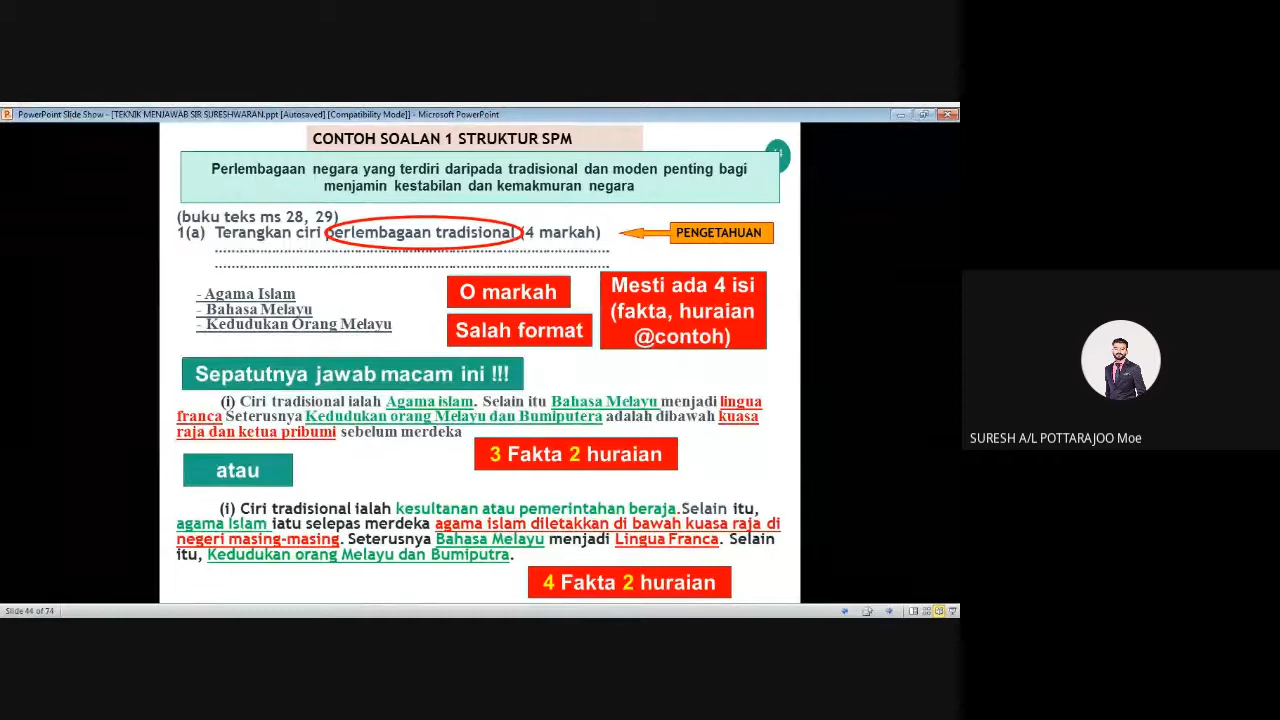 PowerPoint Slide Show - [TEKNIK MENJAWAB SIR SURESHWARAN.ppt [Autosaved] [Compatibility Mode]] - Microsoft PowerPoint
CONTOH SOALAN 1 STRUKTUR SPM
Perlembagaan negara yang terdiri daripada tradisional dan moden penting bagi
menjamin kestabilan dan kemakmuran negara
(buku teks ms 28, 29)
1(a) Terangkan ciri perlembagaan tradisional (4 markah)
PENGETAHUAN
- Agama Islam
- Bahasa Melayu
- Kedudukan Orang Melayu
O markah
Salah format
Mesti ada 4 isi
(fakta, huraian
@contoh)
Sepatutnya jawab macam ini !!!
(i) Ciri tradisional ialah Agama islam. Selain itu Bahasa Melayu menjadi lingua
franca Seterusnya Kedudukan orang Melayu dan Bumiputera adalah dibawah kuasa
raja dan ketua pribumi sebelum merdeka
3 Fakta 2 huraian
atau
(i) Ciri tradisional ialah kesultanan atau pemerintahan beraja.Selain itu,
agama Islam iatu selepas merdeka agama islam diletakkan di bawah kuasa raja di
negeri masing-masing. Seterusnya Bahasa Melayu menjadi Lingua Franca. Selain
itu, Kedudukan orang Melayu dan Bumiputra.
4 Fakta 2 huraian
Slide 44 of 74
SURESH A/L POTTARAJOO Moe